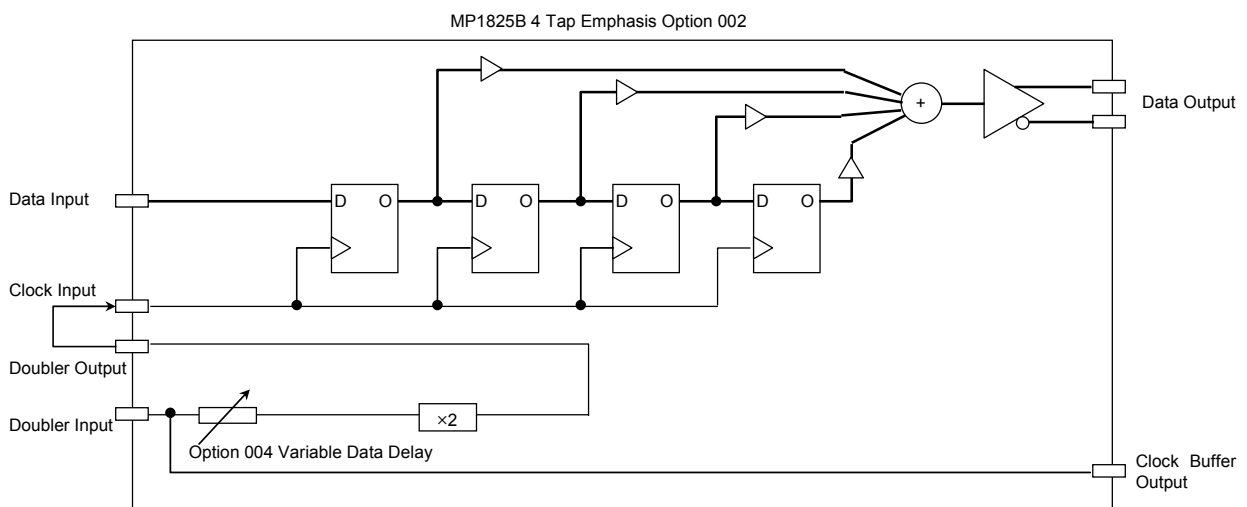 MP1825B 4 Tap Emphasis Option 002
+
Data Output
Data Input
D O
D O
D O
D O
Clock Input
Doubler Output
Doubler Input
×2
Option 004 Variable Data Delay
Clock Buffer
Output